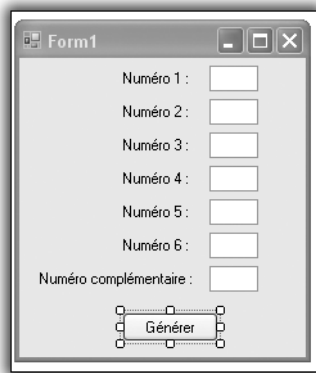 Form1
Numéro 1 :
Numéro 2 :
Numéro 3 :
Numéro 4 :
Numéro 5 :
Numéro 6 :
Numéro complémentaire :
Générer